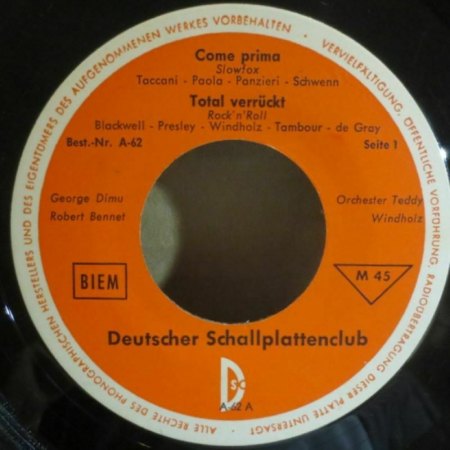 Come prima
Slowfox
Taccani - Paola - Panzieri - Schwenn
Total verrückt
Rock'n'Roll
Blackwell - Presley - Windholz - Tambour - de Gray
Best.-Nr. A-62
Seite 1
George Dimu
Robert Bennet
Orchester Teddy
Windholz
BIEM
M 45
Deutscher Schallplattenclub
D
sc
A-62 A
· ALLE RECHTE DES PHONOGRAPHISCHEN HERSTELLERS UND DES EIGENTÜMERS DES AUFGENOMMENEN WERKES VORBEHALTEN · VERVIELFÄLTIGUNG, ÖFFENTLICHE VORFÜHRUNG, RADIOÜBERTRAGUNG DIESER PLATTE UNTERSAGT